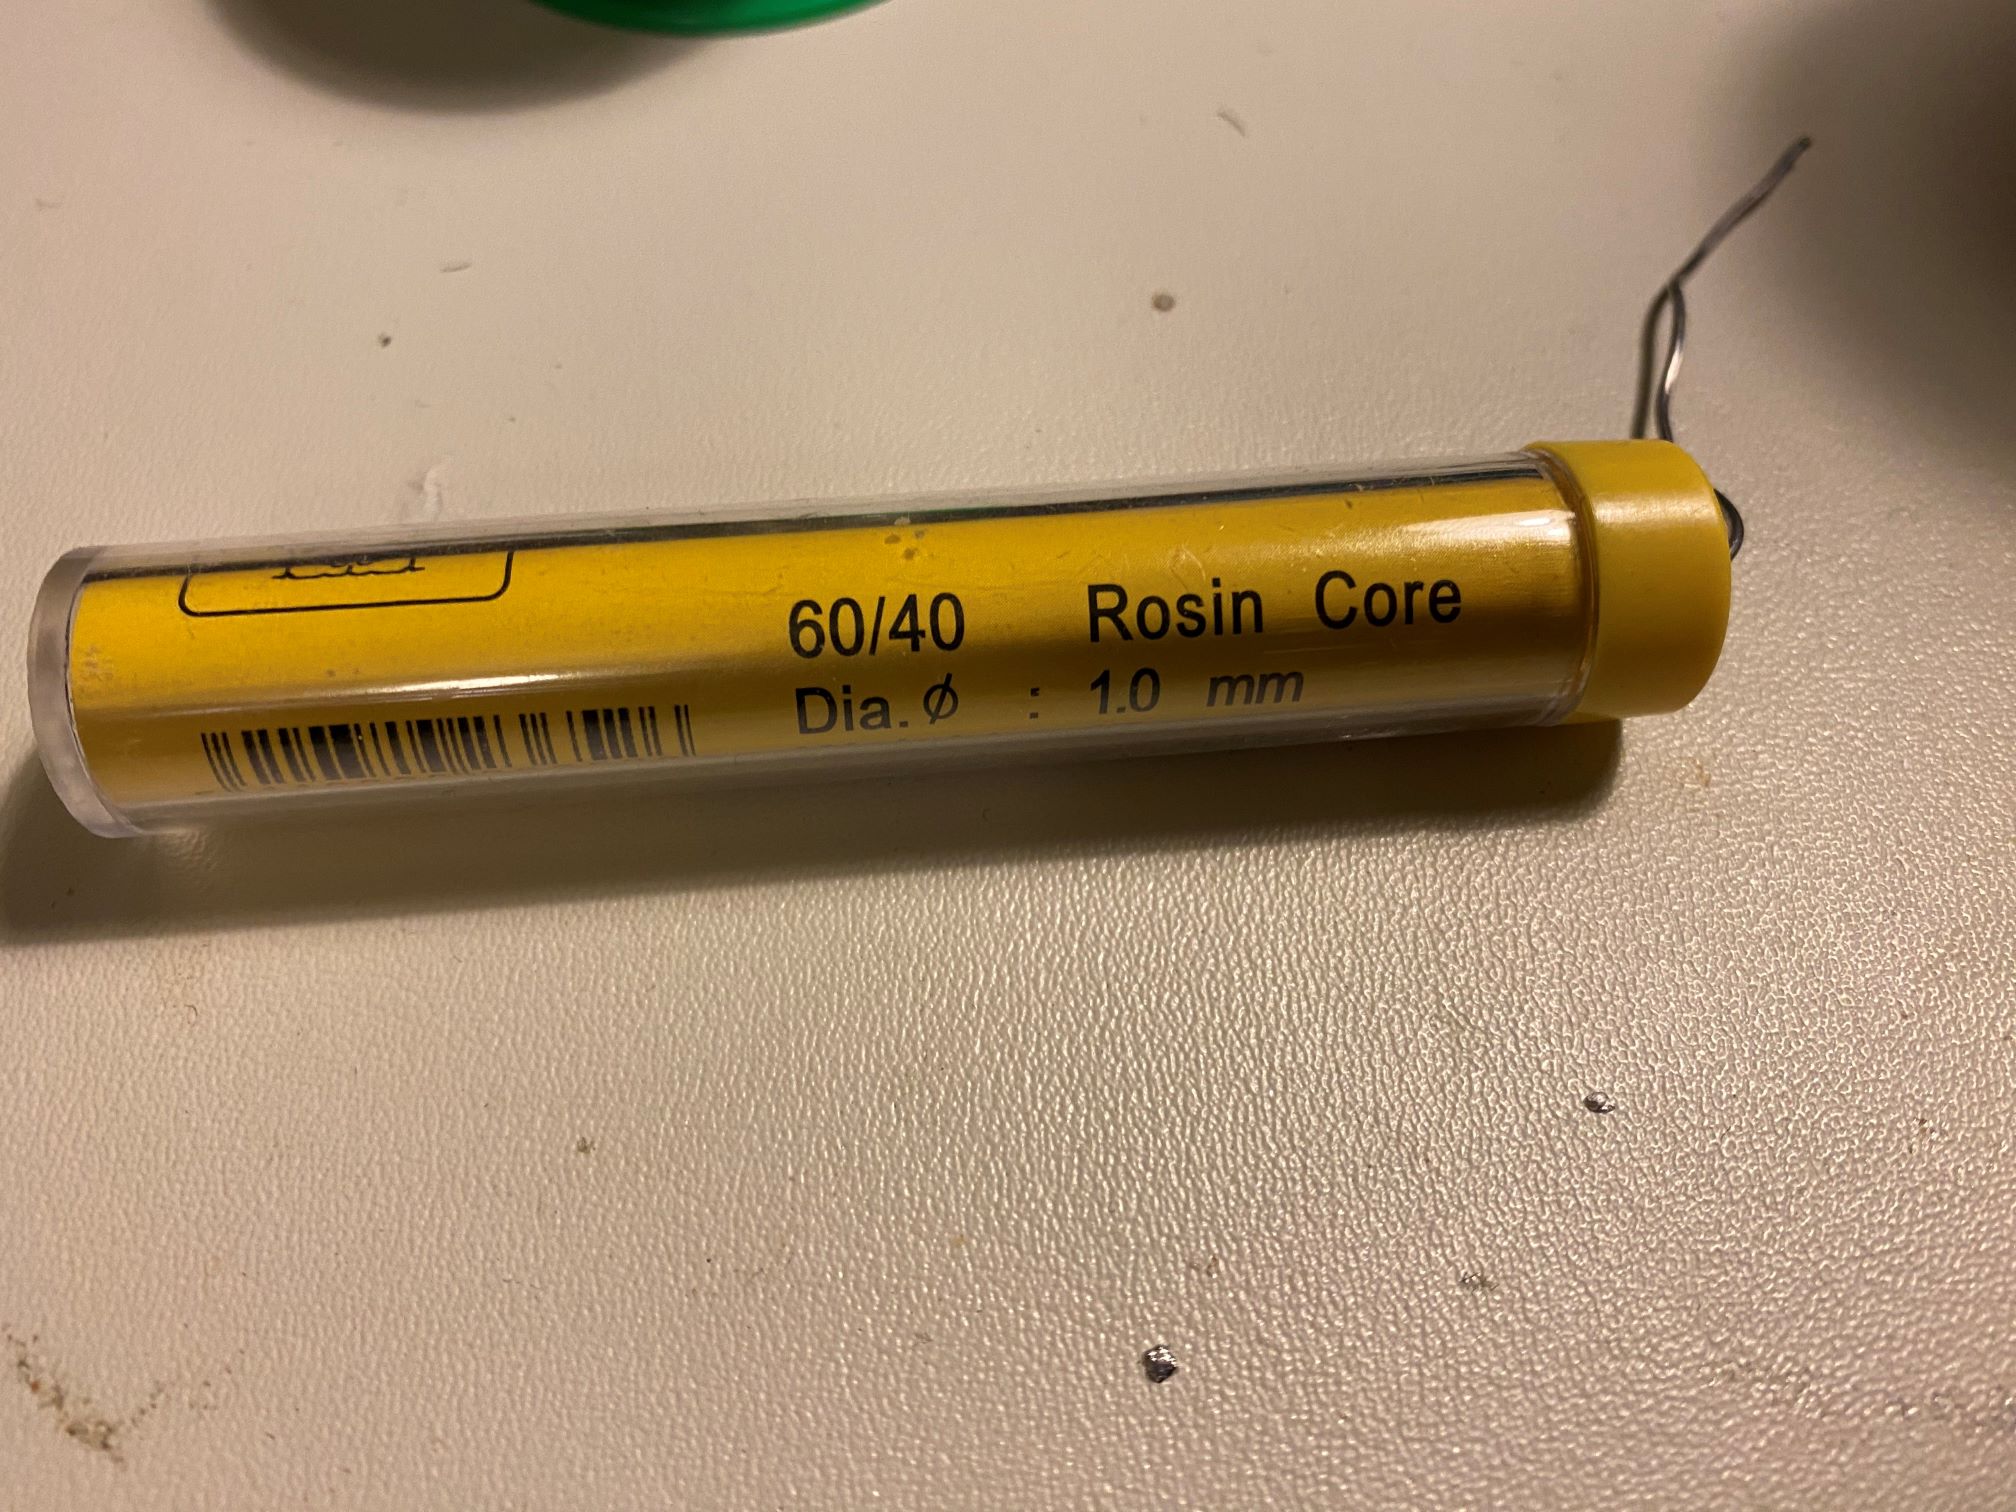 60/40 Rosin Core
Dia. ϕ : 1.0 mm